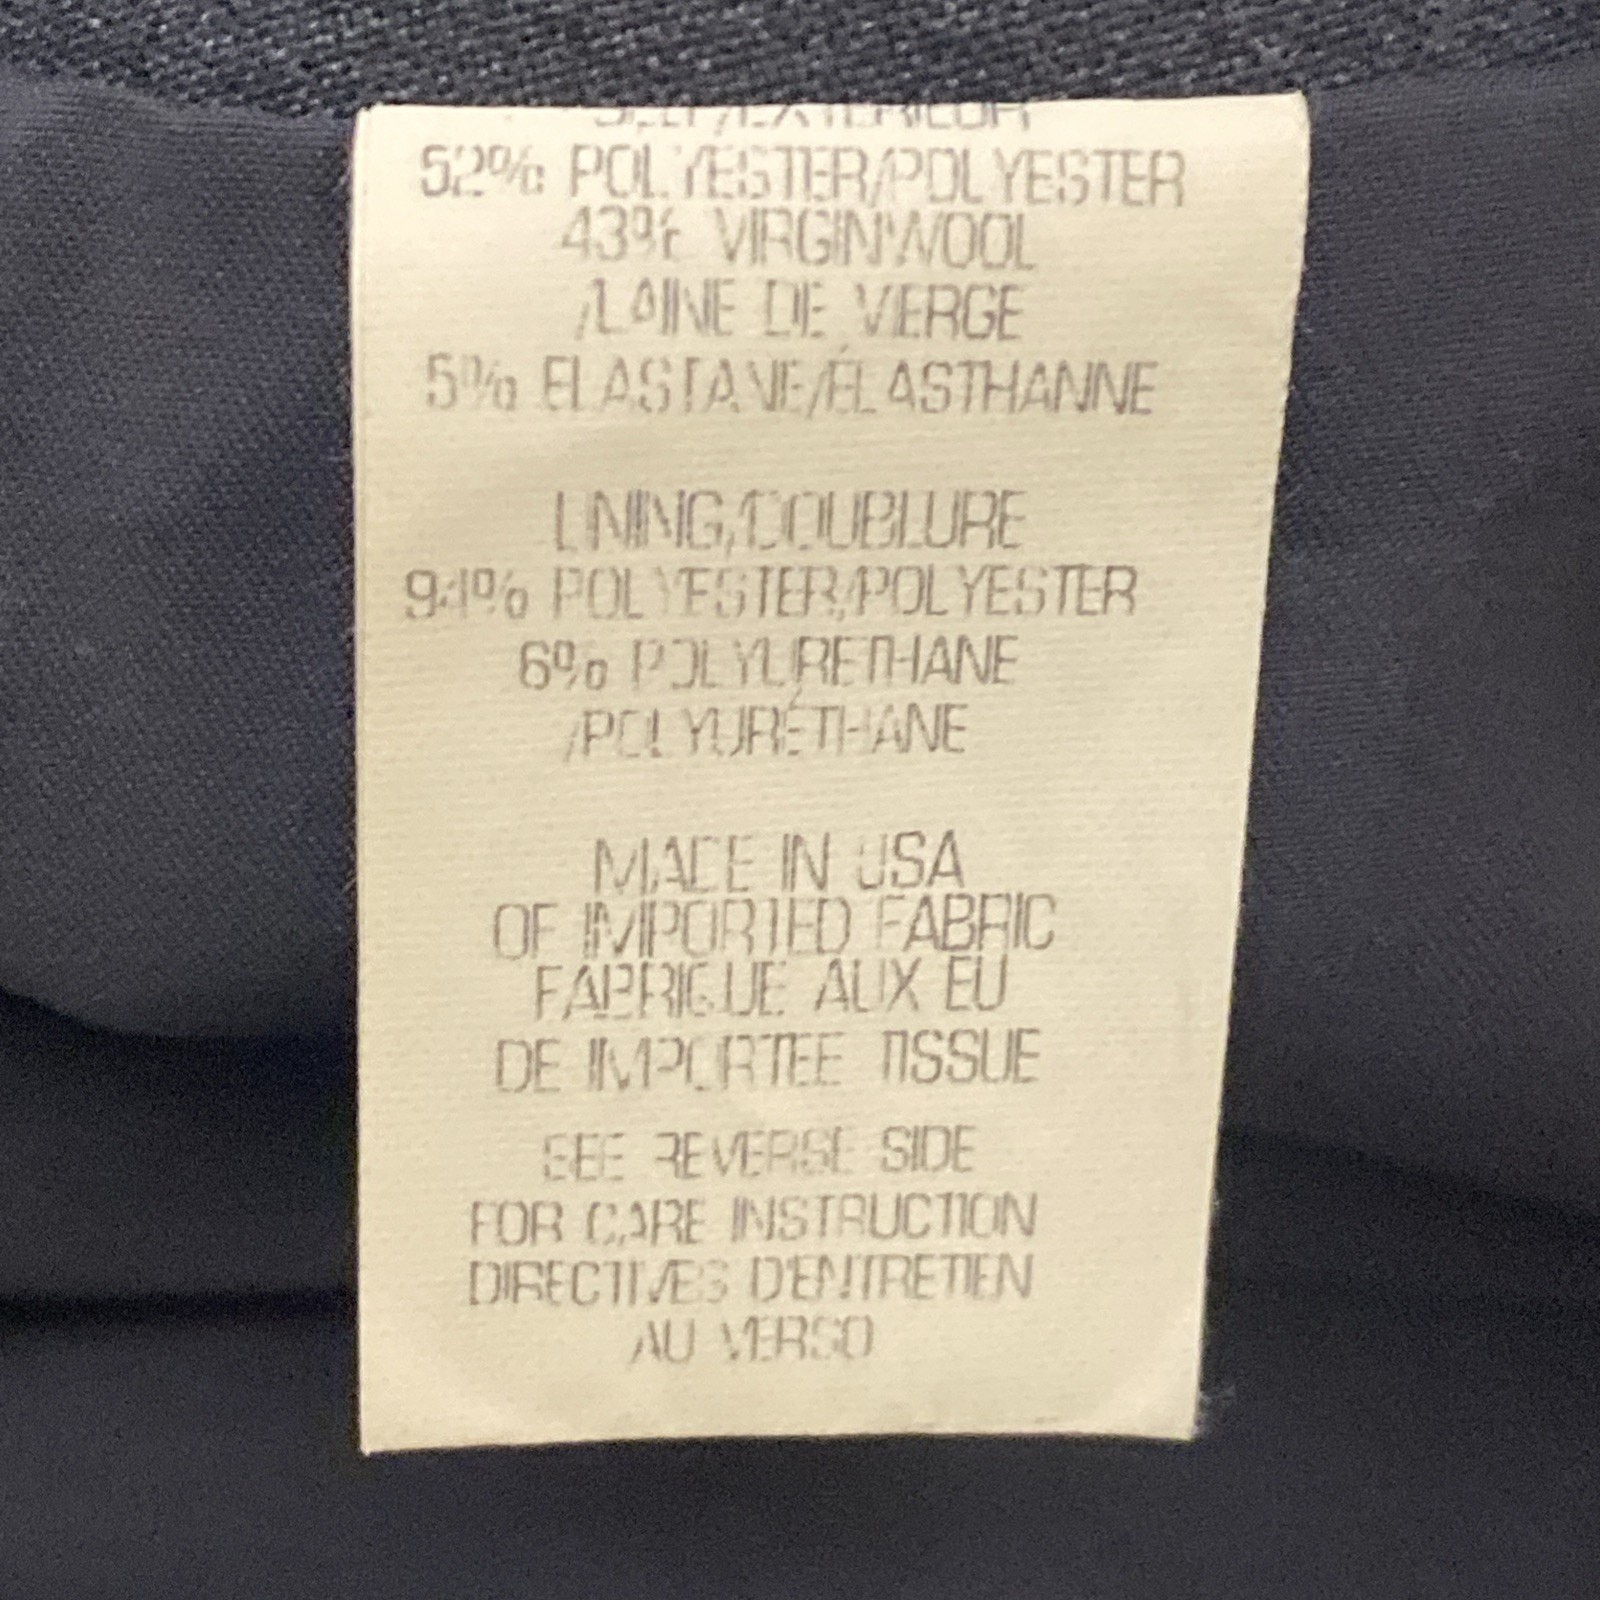 SELF/EXTERIEUR
52% POLYESTER/POLYESTER
43% VIRGIN WOOL
/LAINE DE VIERGE
5% ELASTANE/ÉLASTHANNE
LINING/DOUBLURE
94% POLYESTER/POLYESTER
6% POLYURETHANE
/POLYURÉTHANE
MADE IN USA
OF IMPORTED FABRIC
FABRIQUE AUX EU
DE IMPORTEE TISSUE
SEE REVERSE SIDE
FOR CARE INSTRUCTION
DIRECTIVES D'ENTRETIEN
AU VERSO